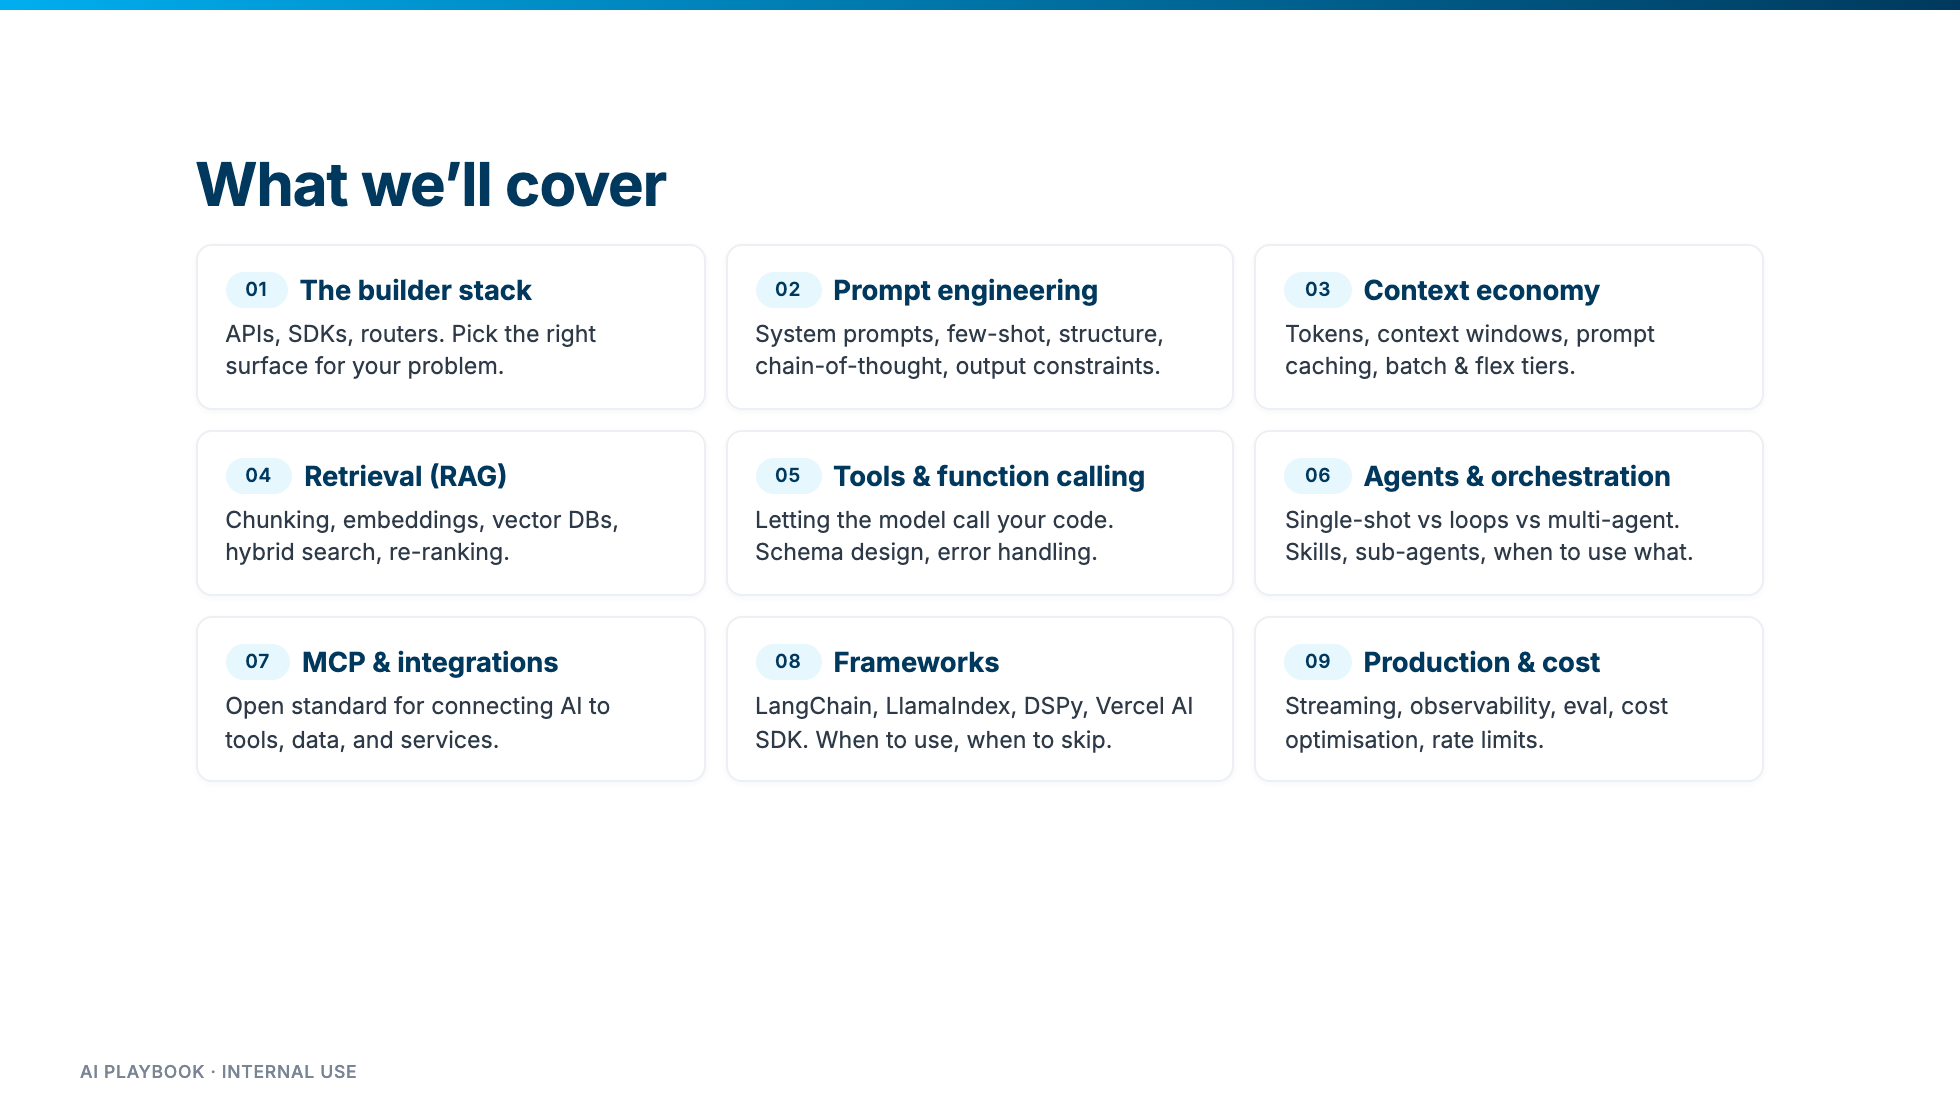 What we’ll cover
01 The builder stack
APIs, SDKs, routers. Pick the right
surface for your problem.
02 Prompt engineering
System prompts, few-shot, structure,
chain-of-thought, output constraints.
03 Context economy
Tokens, context windows, prompt
caching, batch & flex tiers.
04 Retrieval (RAG)
Chunking, embeddings, vector DBs,
hybrid search, re-ranking.
05 Tools & function calling
Letting the model call your code.
Schema design, error handling.
06 Agents & orchestration
Single-shot vs loops vs multi-agent.
Skills, sub-agents, when to use what.
07 MCP & integrations
Open standard for connecting AI to
tools, data, and services.
08 Frameworks
LangChain, LlamaIndex, DSPy, Vercel AI
SDK. When to use, when to skip.
09 Production & cost
Streaming, observability, eval, cost
optimisation, rate limits.
AI PLAYBOOK · INTERNAL USE